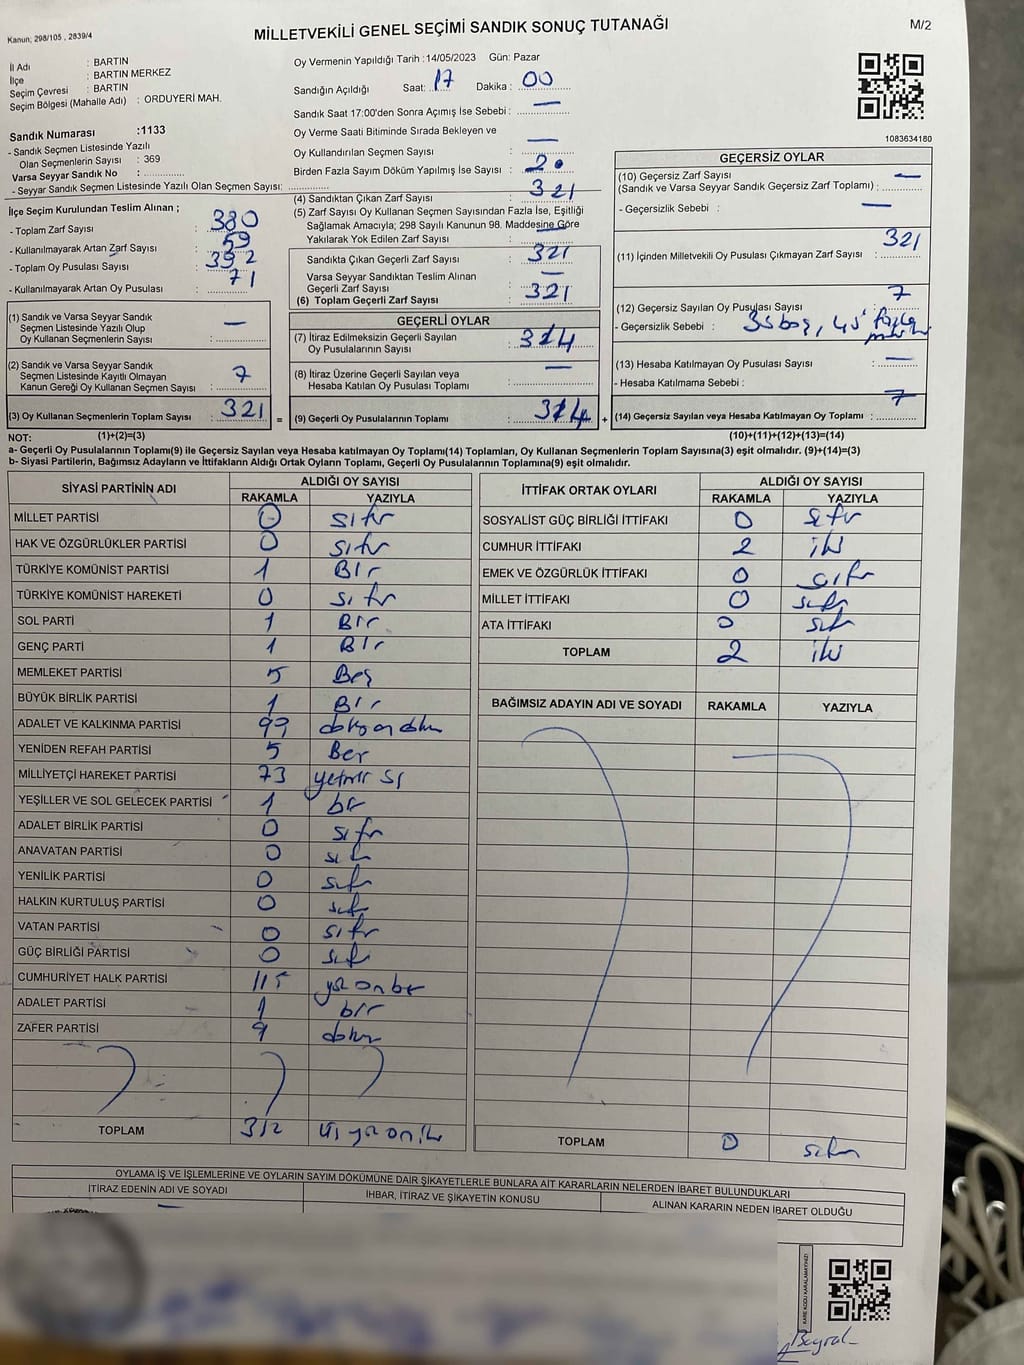 Kanun; 298/105 , 2839/4
MİLLETVEKİLİ GENEL SEÇİMİ SANDIK SONUÇ TUTANAĞI
M/2
İl Adı : BARTIN
İlçe : BARTIN MERKEZ
Seçim Çevresi : BARTIN
Seçim Bölgesi (Mahalle Adı) : ORDUYERİ MAH.
Sandık Numarası :1133
- Sandık Seçmen Listesinde Yazılı
Olan Seçmenlerin Sayısı : 369
Varsa Seyyar Sandık No :
- Seyyar Sandık Seçmen Listesinde Yazılı Olan Seçmen Sayısı:
İlçe Seçim Kurulundan Teslim Alınan ;
- Toplam Zarf Sayısı : 380
- Kullanılmayarak Artan Zarf Sayısı : 59
- Toplam Oy Pusulası Sayısı : 392
- Kullanılmayarak Artan Oy Pusulası : 71
(1) Sandık ve Varsa Seyyar Sandık
Seçmen Listesinde Yazılı Olup
Oy Kullanan Seçmenlerin Sayısı : —
(2) Sandık ve Varsa Seyyar Sandık
Seçmen Listesinde Kayıtlı Olmayan
Kanun Gereği Oy Kullanan Seçmen Sayısı : 7
(3) Oy Kullanan Seçmenlerin Toplam Sayısı : 321 =
Oy Vermenin Yapıldığı Tarih :14/05/2023 Gün: Pazar
Sandığın Açıldığı Saat: 17 Dakika : 00
Sandık Saat 17:00'den Sonra Açımış İse Sebebi : —
Oy Verme Saati Bitiminde Sırada Bekleyen ve
Oy Kullandırılan Seçmen Sayısı : —
Birden Fazla Sayım Döküm Yapılmış İse Sayısı : 2
(4) Sandıktan Çıkan Zarf Sayısı : 321
(5) Zarf Sayısı Oy Kullanan Seçmen Sayısından Fazla İse, Eşitliği
Sağlamak Amacıyla; 298 Sayılı Kanunun 98. Maddesine Göre
Yakılarak Yok Edilen Zarf Sayısı : —
Sandıkta Çıkan Geçerli Zarf Sayısı : 321
Varsa Seyyar Sandıktan Teslim Alınan
Geçerli Zarf Sayısı : —
(6) Toplam Geçerli Zarf Sayısı : 321
GEÇERLİ OYLAR
(7) İtiraz Edilmeksizin Geçerli Sayılan
Oy Pusulalarının Sayısı : 314
(8) İtiraz Üzerine Geçerli Sayılan veya
Hesaba Katılan Oy Pusulası Toplamı : —
(9) Geçerli Oy Pusulalarının Toplamı : 314 +
1083634180
GEÇERSİZ OYLAR
(10) Geçersiz Zarf Sayısı —
(Sandık ve Varsa Seyyar Sandık Geçersiz Zarf Toplamı) :
- Geçersizlik Sebebi : —
(11) İçinden Milletvekili Oy Pusulası Çıkmayan Zarf Sayısı : 321
(12) Geçersiz Sayılan Oy Pusulası Sayısı : 7
- Geçersizlik Sebebi :
(13) Hesaba Katılmayan Oy Pusulası Sayısı : —
- Hesaba Katılmama Sebebi :
(14) Geçersiz Sayılan veya Hesaba Katılmayan Oy Toplamı : 7
NOT: (1)+(2)=(3) (10)+(11)+(12)+(13)=(14)
a- Geçerli Oy Pusulalarının Toplamı(9) ile Geçersiz Sayılan veya Hesaba Katılmayan Oy Toplamı(14) Toplamları, Oy Kullanan Seçmenlerin Toplam Sayısına(3) eşit olmalıdır. (9)+(14)=(3)
b- Siyasi Partilerin, Bağımsız Adayların ve İttifakların Aldığı Ortak Oyların Toplamı, Geçerli Oy Pusulalarının Toplamına(9) eşit olmalıdır.
SİYASİ PARTİNİN ADI ALDIĞI OY SAYISI
RAKAMLA YAZIYLA
MİLLET PARTİSİ 0 sıfır
HAK VE ÖZGÜRLÜKLER PARTİSİ 0 sıfır
TÜRKİYE KOMÜNİST PARTİSİ 1 Bir
TÜRKİYE KOMÜNİST HAREKETİ 0 sıfır
SOL PARTİ 1 Bir
GENÇ PARTİ 1 Bir
MEMLEKET PARTİSİ 5 Beş
BÜYÜK BİRLİK PARTİSİ 1 Bir
ADALET VE KALKINMA PARTİSİ 99 doksan dokuz
YENİDEN REFAH PARTİSİ 5 Beş
MİLLİYETÇİ HAREKET PARTİSİ 73
YEŞİLLER VE SOL GELECEK PARTİSİ 1 bir
ADALET BİRLİK PARTİSİ 0 sıfır
ANAVATAN PARTİSİ 0 sıfır
YENİLİK PARTİSİ 0 sıfır
HALKIN KURTULUŞ PARTİSİ 0 sıfır
VATAN PARTİSİ 0 sıfır
GÜÇ BİRLİĞİ PARTİSİ 0 sıfır
CUMHURİYET HALK PARTİSİ 115 yüz on beş
ADALET PARTİSİ 1 bir
ZAFER PARTİSİ 9 dokuz
TOPLAM 312 üç yüz on iki
İTTİFAK ORTAK OYLARI ALDIĞI OY SAYISI
RAKAMLA YAZIYLA
SOSYALİST GÜÇ BİRLİĞİ İTTİFAKI 0 sıfır
CUMHUR İTTİFAKI 2 iki
EMEK VE ÖZGÜRLÜK İTTİFAKI 0 sıfır
MİLLET İTTİFAKI 0 sıfır
ATA İTTİFAKI 0 sıfır
TOPLAM 2 iki
BAĞIMSIZ ADAYIN ADI VE SOYADI RAKAMLA YAZIYLA
TOPLAM 0 sıfır
OYLAMA İŞ VE İŞLEMLERİNE VE OYLARIN SAYIM DÖKÜMÜNE DAİR ŞİKAYETLERLE BUNLARA AİT KARARLARIN NELERDEN İBARET BULUNDUKLARI
İTİRAZ EDENİN ADI VE SOYADI İHBAR, İTİRAZ VE ŞİKAYETİN KONUSU ALINAN KARARIN NEDEN İBARET OLDUĞU
—
KARE KODU KARALAMAYINIZ!